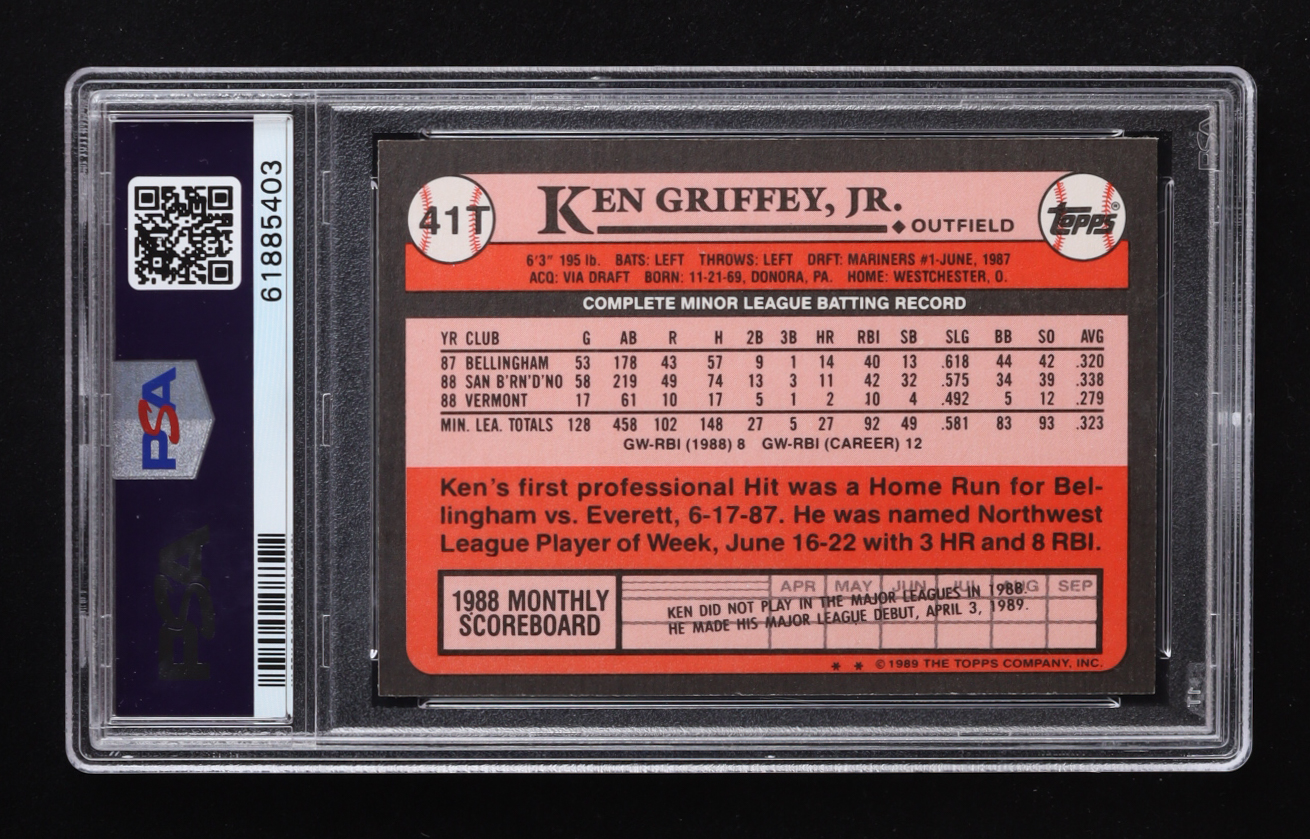 61885403
PSA
PSA
41T
KEN GRIFFEY, JR.
◆ OUTFIELD
Topps®
6'3" 195 lb. BATS: LEFT THROWS: LEFT DRFT: MARINERS #1-JUNE, 1987
ACQ: VIA DRAFT BORN: 11-21-69, DONORA, PA. HOME: WESTCHESTER, O.
COMPLETE MINOR LEAGUE BATTING RECORD
YR CLUB G AB R H 2B 3B HR RBI SB SLG BB SO AVG
87 BELLINGHAM 53 178 43 57 9 1 14 40 13 .618 44 42 .320
88 SAN B'RN'D'NO 58 219 49 74 13 3 11 42 32 .575 34 39 .338
88 VERMONT 17 61 10 17 5 1 2 10 4 .492 5 12 .279
MIN. LEA. TOTALS 128 458 102 148 27 5 27 92 49 .581 83 93 .323
GW-RBI (1988) 8 GW-RBI (CAREER) 12
Ken's first professional Hit was a Home Run for Bel-
lingham vs. Everett, 6-17-87. He was named Northwest
League Player of Week, June 16-22 with 3 HR and 8 RBI.
1988 MONTHLY
SCOREBOARD
APR MAY JUN JUL AUG SEP
KEN DID NOT PLAY IN THE MAJOR LEAGUES IN 1988.
HE MADE HIS MAJOR LEAGUE DEBUT, APRIL 3, 1989.
* * ©1989 THE TOPPS COMPANY, INC.
PSA